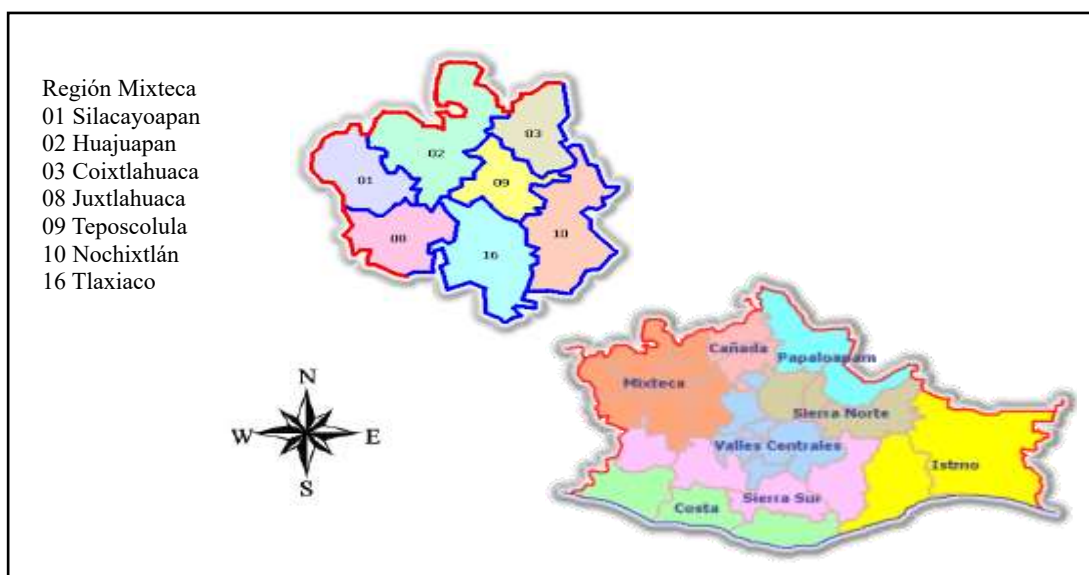 Región Mixteca
01 Silacayoapan
02 Huajuapan
03 Coixtlahuaca
08 Juxtlahuaca
09 Teposcolula
10 Nochixtlán
16 Tlaxiaco
03
02
01
09
08
10
16
N
W E
S
Cañada
Papaloapam
Mixteca
Sierra Norte
Valles Centrales
Istmo
Sierra Sur
Costa